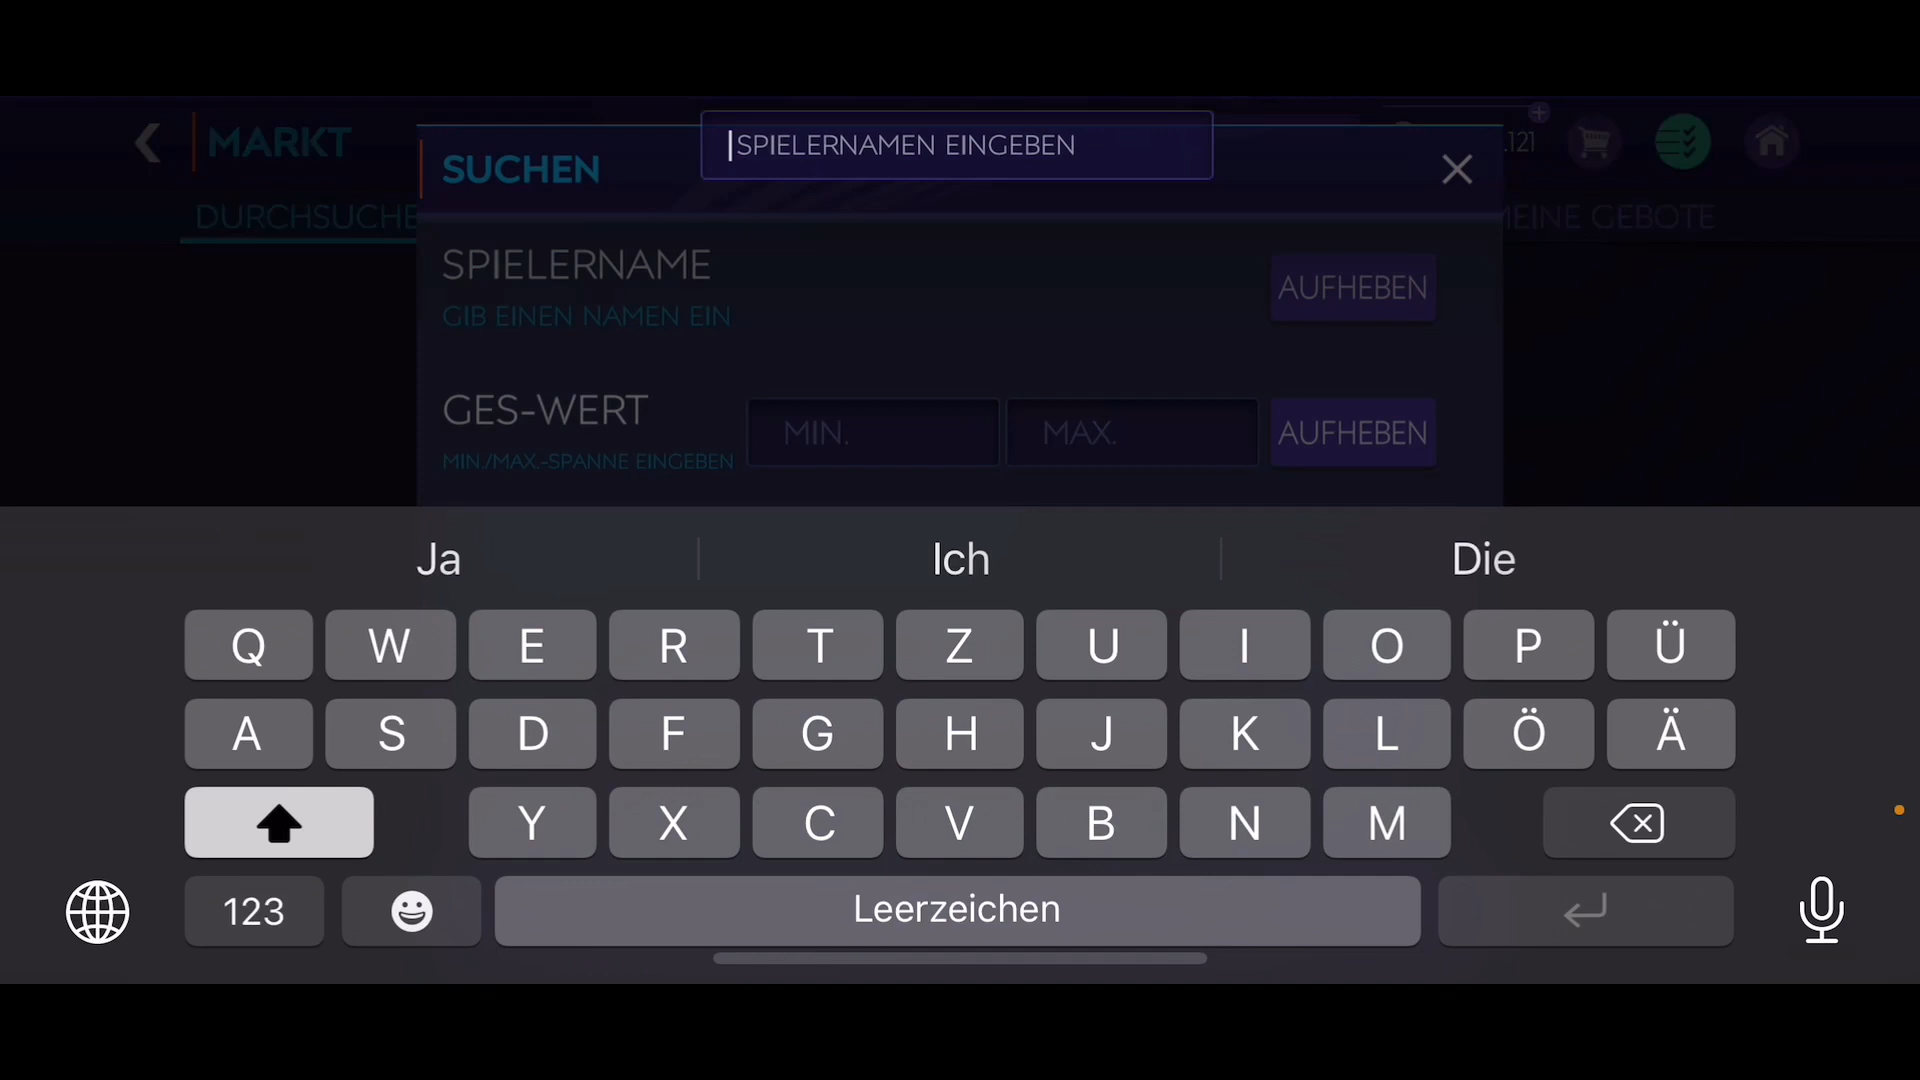 MARKT
SUCHEN
SPIELERNAMEN EINGEBEN
.121
DURCHSUCHE
MEINE GEBOTE
SPIELERNAME
GIB EINEN NAMEN EIN
AUFHEBEN
GES-WERT
MIN./MAX.-SPANNE EINGEBEN
MIN.
MAX.
AUFHEBEN
Ja Ich Die
Q W E R T Z U I O P Ü
A S D F G H J K L Ö Ä
Y X C V B N M
123 Leerzeichen